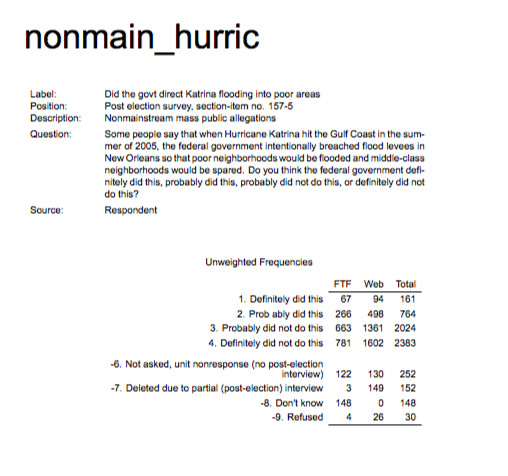 nonmain_hurric
Label: Did the govt direct Katrina flooding into poor areas
Position: Post election survey, section-item no. 157-5
Description: Nonmainstream mass public allegations
Question: Some people say that when Hurricane Katrina hit the Gulf Coast in the sum-
mer of 2005, the federal government intentionally breached flood levees in
New Orleans so that poor neighborhoods would be flooded and middle-class
neighborhoods would be spared. Do you think the federal government defi-
nitely did this, probably did this, probably did not do this, or definitely did not
do this?
Source: Respondent
Unweighted Frequencies
FTF Web Total
1. Definitely did this 67 94 161
2. Prob ably did this 266 498 764
3. Probably did not do this 663 1361 2024
4. Definitely did not do this 781 1602 2383
-6. Not asked, unit nonresponse (no post-election
interview) 122 130 252
-7. Deleted due to partial (post-election) interview 3 149 152
-8. Don't know 148 0 148
-9. Refused 4 26 30